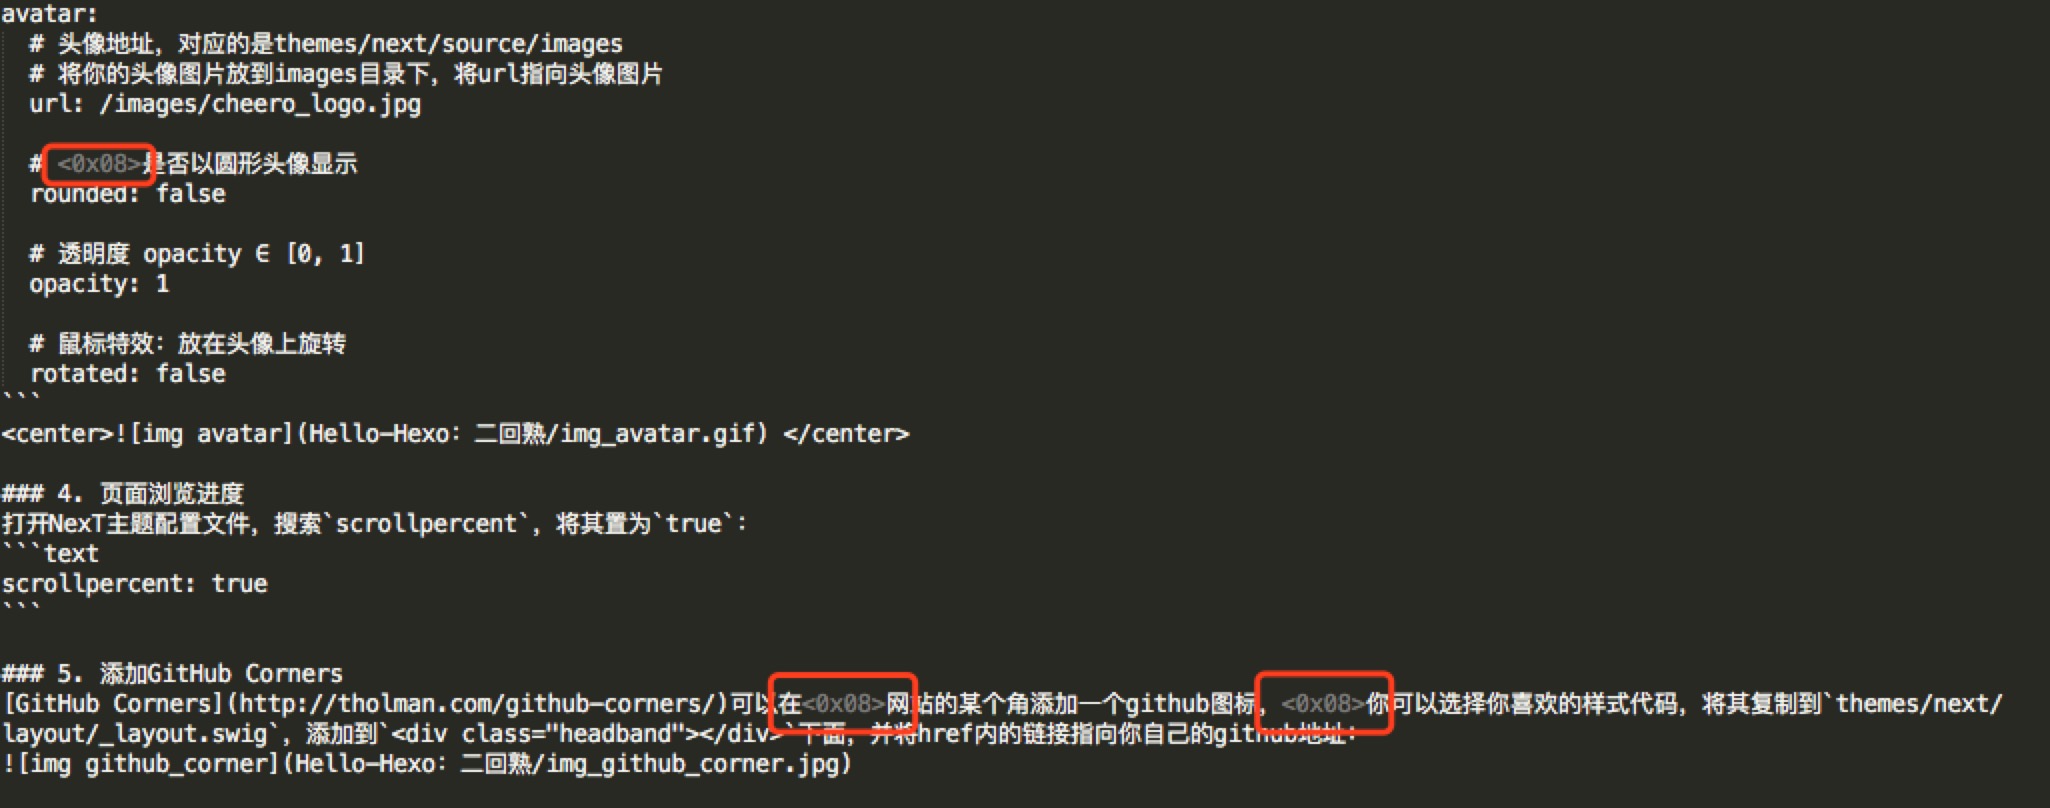 avatar:
  # 头像地址，对应的是themes/next/source/images
  # 将你的头像图片放到images目录下，将url指向头像图片
  url: /images/cheero_logo.jpg
  # <0x08>是否以圆形头像显示
  rounded: false
  # 透明度 opacity ∈ [0, 1]
  opacity: 1
  # 鼠标特效：放在头像上旋转
  rotated: false
```
<center>![img avatar](Hello-Hexo：二回熟/img_avatar.gif) </center>
### 4. 页面浏览进度
打开NexT主题配置文件，搜索`scrollpercent`，将其置为`true`：
```text
scrollpercent: true
```
### 5. 添加GitHub Corners
[GitHub Corners](http://tholman.com/github-corners/)可以在<0x08>网站的某个角添加一个github图标，<0x08>你可以选择你喜欢的样式代码，将其复制到`themes/next/
layout/_layout.swig`，添加到`<div class="headband"></div>`下面，并将href内的链接指向你自己的github地址：
![img github_corner](Hello-Hexo：二回熟/img_github_corner.jpg)